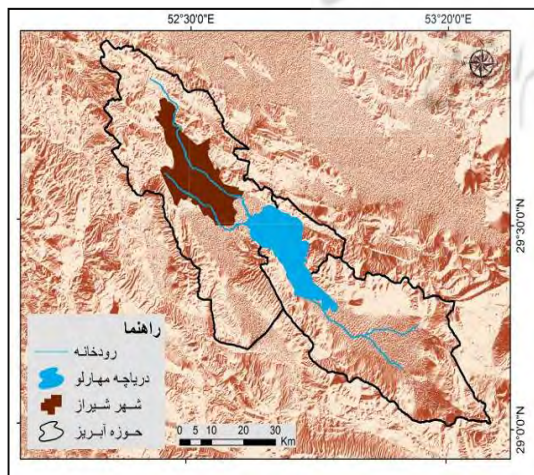 52°30'0"E
53°20'0"E
29°30'0"N
29°0'0"N
راهنما
رودخانه
دریاچه مهارلو
شهر شیراز
حوزه آبریز
0 5 10 20 30
Km